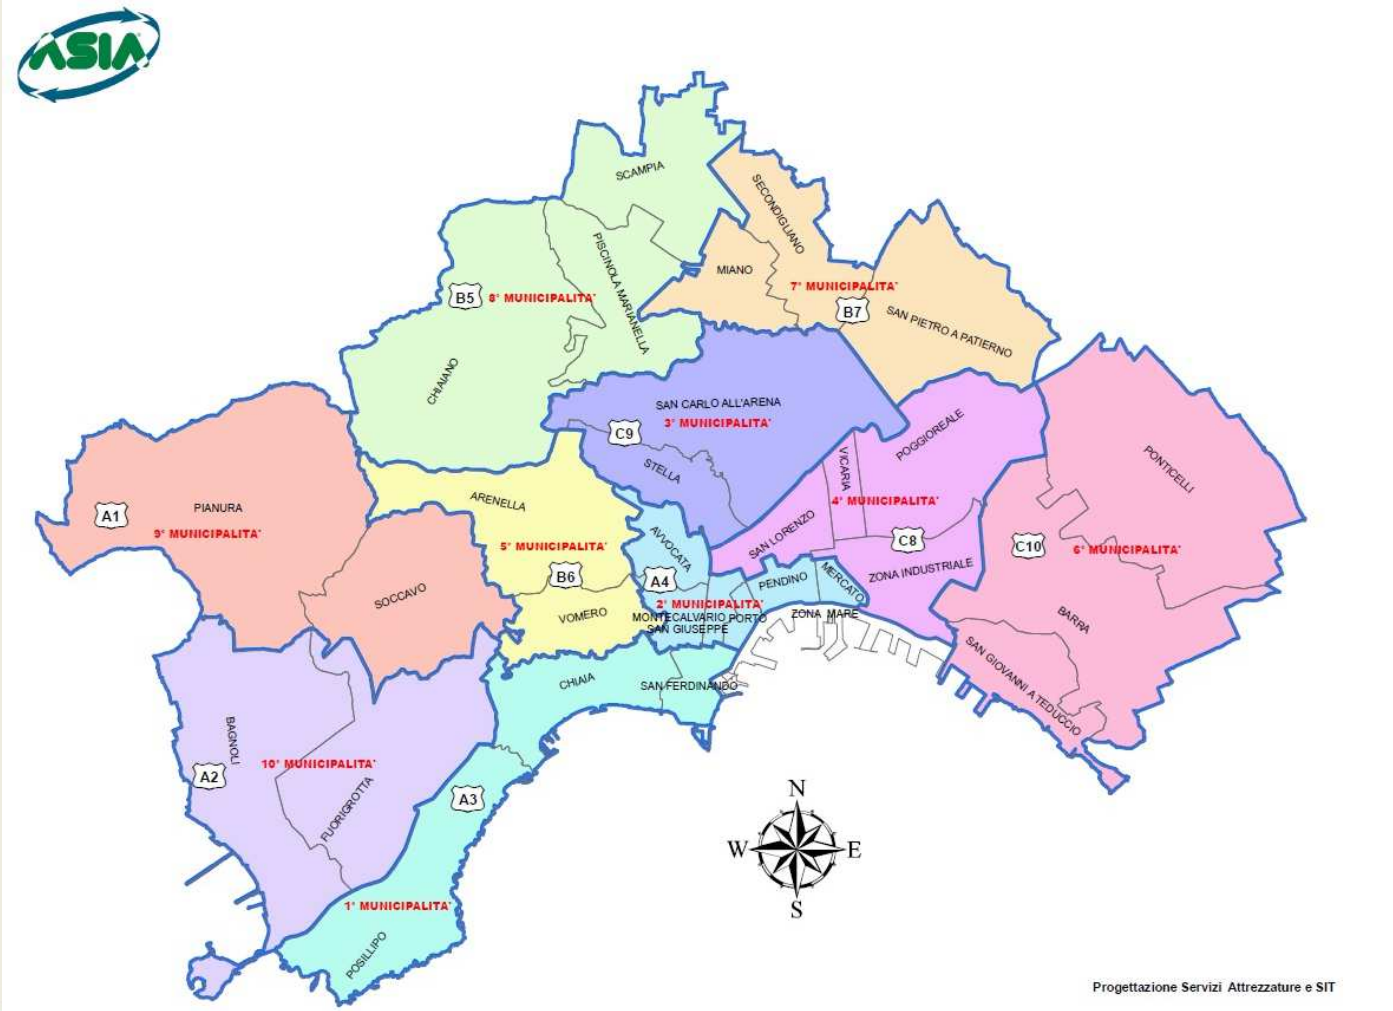 ASIA
SCAMPIA
SECONDIGLIANO
PISCINOLA MARIANELLA
MIANO
7° MUNICIPALITA'
B5
8° MUNICIPALITA'
B7
SAN PIETRO A PATIERNO
CHIAIANO
SAN CARLO ALL'ARENA
3° MUNICIPALITA'
C9
POGGIOREALE
STELLA
VICARIA
PONTICELLI
ARENELLA
4° MUNICIPALITA'
PIANURA
A1
9° MUNICIPALITA'
AVVOCATA
SAN LORENZO
C8
C10
6° MUNICIPALITA'
5° MUNICIPALITA'
B6
A4
PENDINO
MERCATO
ZONA INDUSTRIALE
SOCCAVO
2° MUNICIPALITA'
VOMERO
MONTECALVARIO PORTO
SAN GIUSEPPE
ZONA MARE
BARRA
CHIAIA
SAN FERDINANDO
SAN GIOVANNI A TEDUCCIO
BAGNOLI
10° MUNICIPALITA'
A2
FUORIGROTTA
A3
N
W
E
S
1° MUNICIPALITA'
POSILLIPO
Progettazione Servizi Attrezzature e SIT